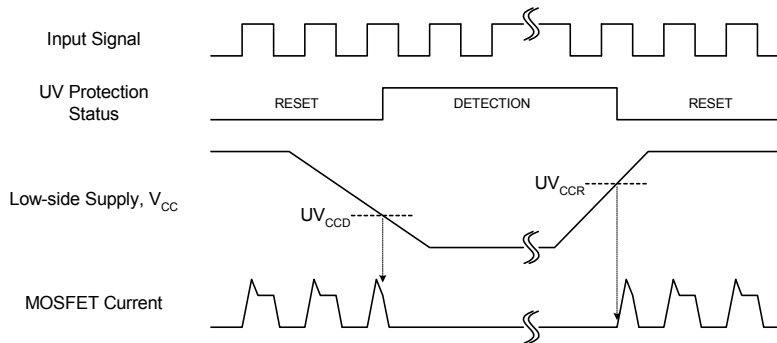 Input Signal
UV Protection
Status
RESET
DETECTION
RESET
Low-side Supply, VCC
UVCCD
UVCCR
MOSFET Current